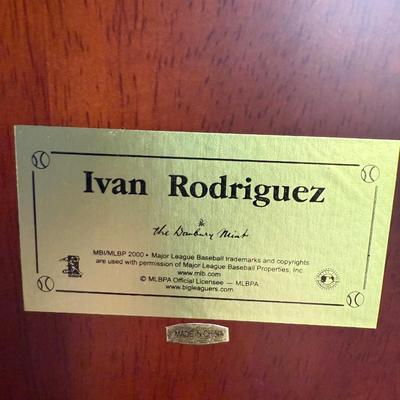 Ivan Rodriguez
the Danbury Mint
MBI/MLBP 2000 • Major League Baseball trademarks and copyrights
are used with permission of Major League Baseball Properties, Inc.
www.mlb.com
© MLBPA Official Licensee — MLBPA
www.bigleaguers.com
MADE IN CHINA